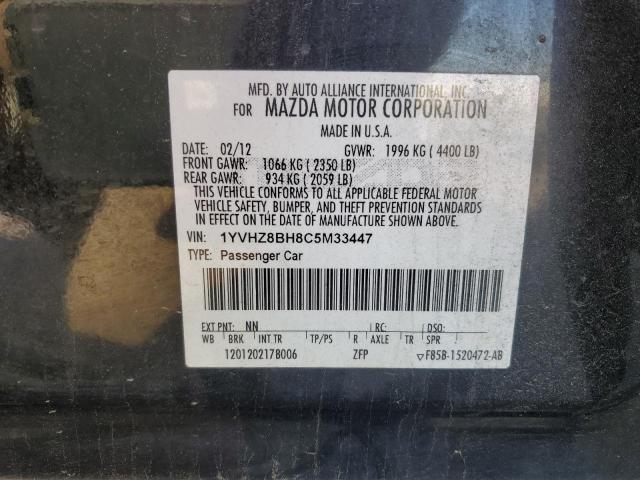 MFD. BY AUTO ALLIANCE INTERNATIONAL, INC.
FOR MAZDA MOTOR CORPORATION
MADE IN U.S.A.
DATE: 02/12 GVWR: 1996 KG ( 4400 LB)
FRONT GAWR: 1066 KG ( 2350 LB)
REAR GAWR: 934 KG ( 2059 LB)
THIS VEHICLE CONFORMS TO ALL APPLICABLE FEDERAL MOTOR
VEHICLE SAFETY, BUMPER, AND THEFT PREVENTION STANDARDS
IN EFFECT ON THE DATE OF MANUFACTURE SHOWN ABOVE.
VIN: 1YVHZ8BH8C5M33447
TYPE: Passenger Car
EXT PNT: NN RC: DSO:
WB BRK INT TR TP/PS R AXLE TR SPR
1201202178006 ZFP ▽F85B-1520472-AB